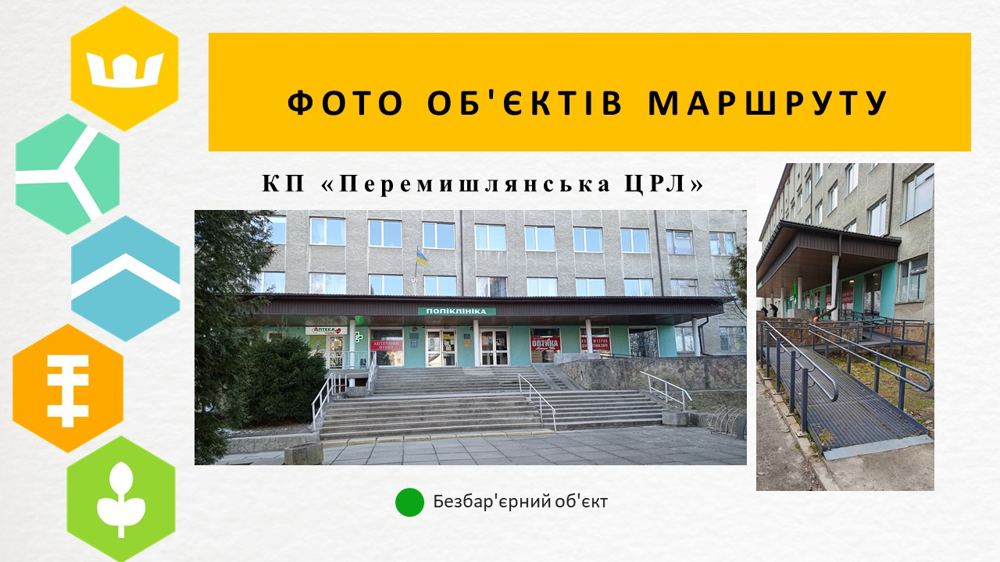 ФОТО ОБ'ЄКТІВ МАРШРУТУ
КП «Перемишлянська ЦРЛ»
ПОЛІКЛІНІКА
АПТЕКА
АПТЕЧНИЙ ПУНКТ
ОПТИКА
Безбар'єрний об'єкт